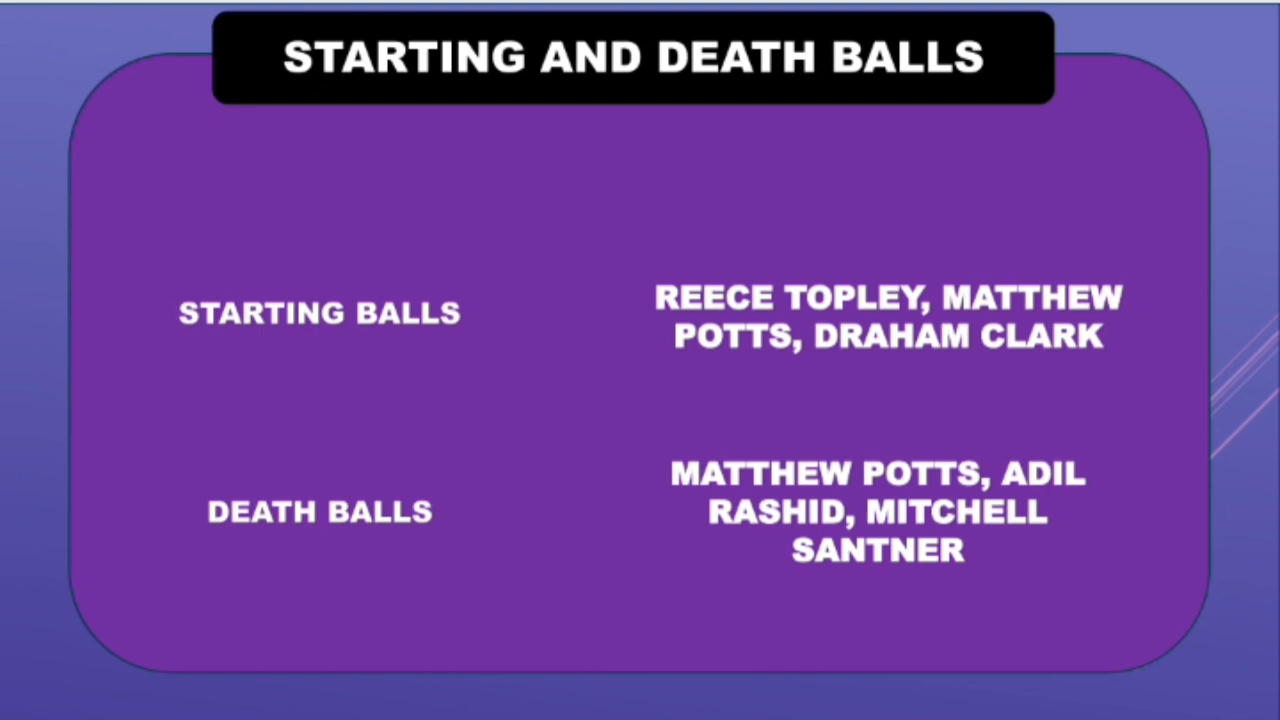 STARTING AND DEATH BALLS
STARTING BALLS
REECE TOPLEY, MATTHEW
POTTS, DRAHAM CLARK
DEATH BALLS
MATTHEW POTTS, ADIL
RASHID, MITCHELL
SANTNER